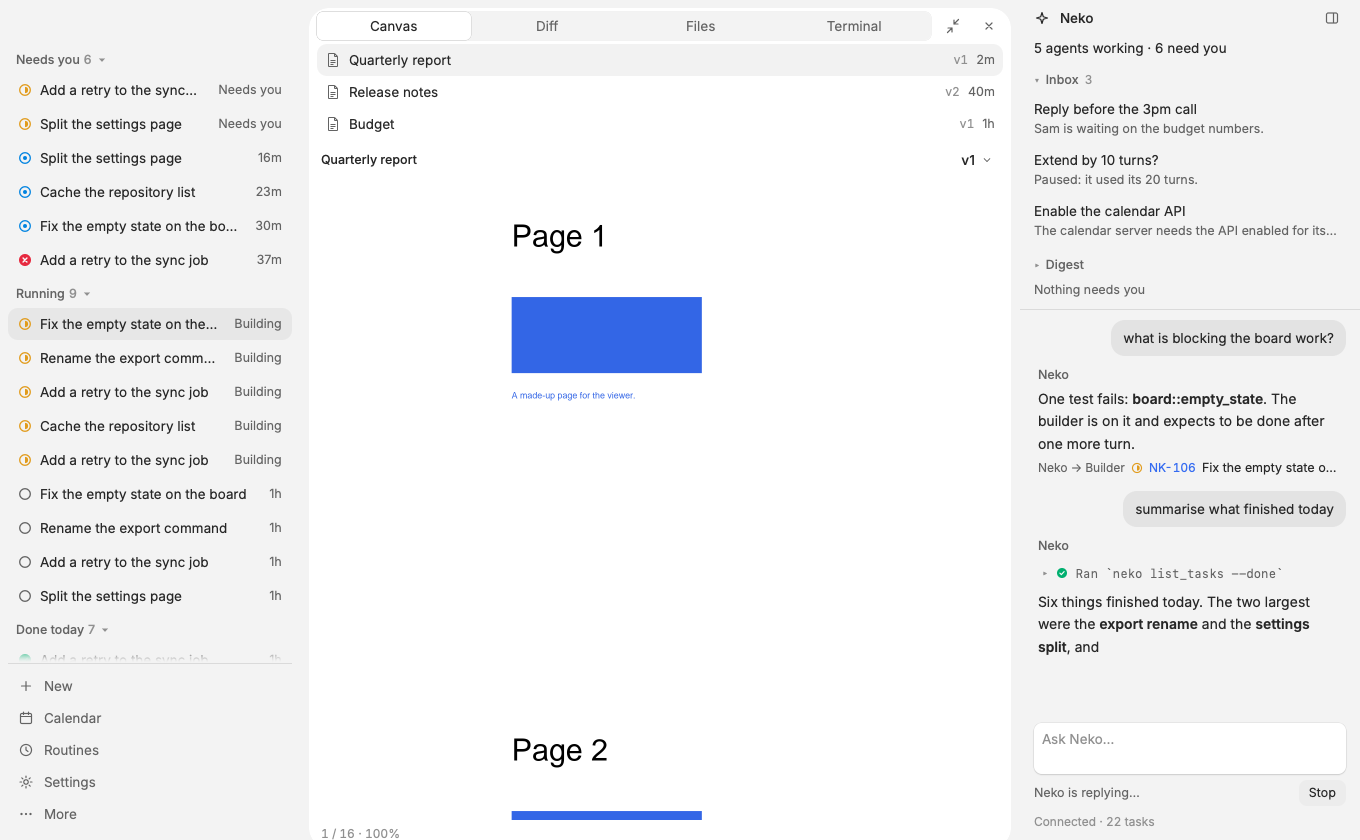 Needs you 6
Add a retry to the sync... Needs you
Split the settings page Needs you
Split the settings page 16m
Cache the repository list 23m
Fix the empty state on the bo... 30m
Add a retry to the sync job 37m
Running 9
Fix the empty state on the... Building
Rename the export comm... Building
Add a retry to the sync job Building
Cache the repository list Building
Add a retry to the sync job Building
Fix the empty state on the board 1h
Rename the export command 1h
Add a retry to the sync job 1h
Split the settings page 1h
Done today 7
Add a retry to the sync job 1h
New
Calendar
Routines
Settings
More
Canvas Diff Files Terminal
Quarterly report v1 2m
Release notes v2 40m
Budget v1 1h
Quarterly report v1
Page 1
A made-up page for the viewer.
Page 2
1 / 16 · 100%
Neko
5 agents working · 6 need you
Inbox 3
Reply before the 3pm call
Sam is waiting on the budget numbers.
Extend by 10 turns?
Paused: it used its 20 turns.
Enable the calendar API
The calendar server needs the API enabled for its...
Digest
Nothing needs you
what is blocking the board work?
Neko
One test fails: board::empty_state. The
builder is on it and expects to be done after
one more turn.
Neko → Builder NK-106 Fix the empty state o...
summarise what finished today
Neko
Ran `neko list_tasks --done`
Six things finished today. The two largest
were the export rename and the settings
split, and
Ask Neko...
Neko is replying... Stop
Connected · 22 tasks